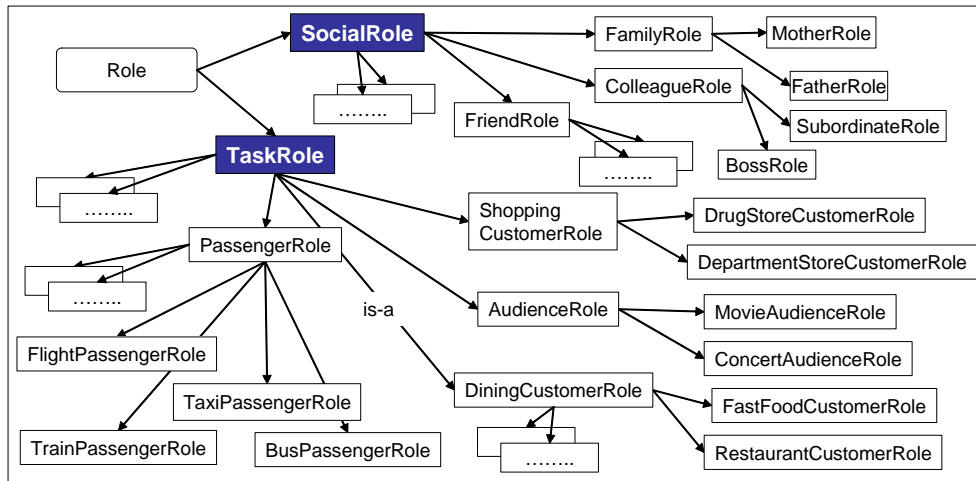 SocialRole
FamilyRole
MotherRole
Role
ColleagueRole
FatherRole
........
FriendRole
SubordinateRole
TaskRole
BossRole
........
........
Shopping
CustomerRole
DrugStoreCustomerRole
PassengerRole
DepartmentStoreCustomerRole
........
is-a
AudienceRole
MovieAudienceRole
FlightPassengerRole
ConcertAudienceRole
TaxiPassengerRole
DiningCustomerRole
FastFoodCustomerRole
TrainPassengerRole
BusPassengerRole
........
RestaurantCustomerRole